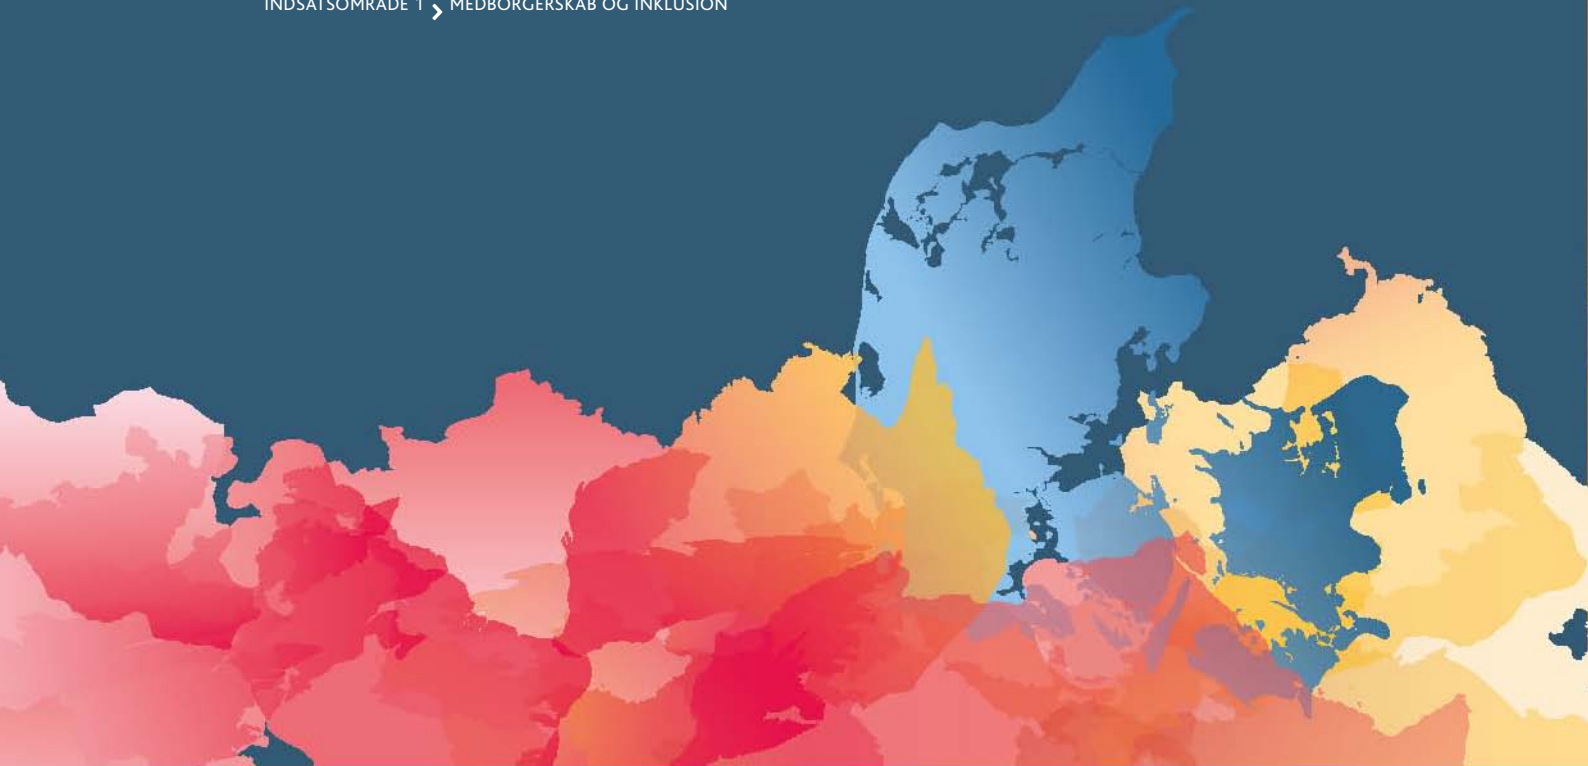 INDSATSOMRÅDE 1 › MEDBORGERSKAB OG INKLUSION